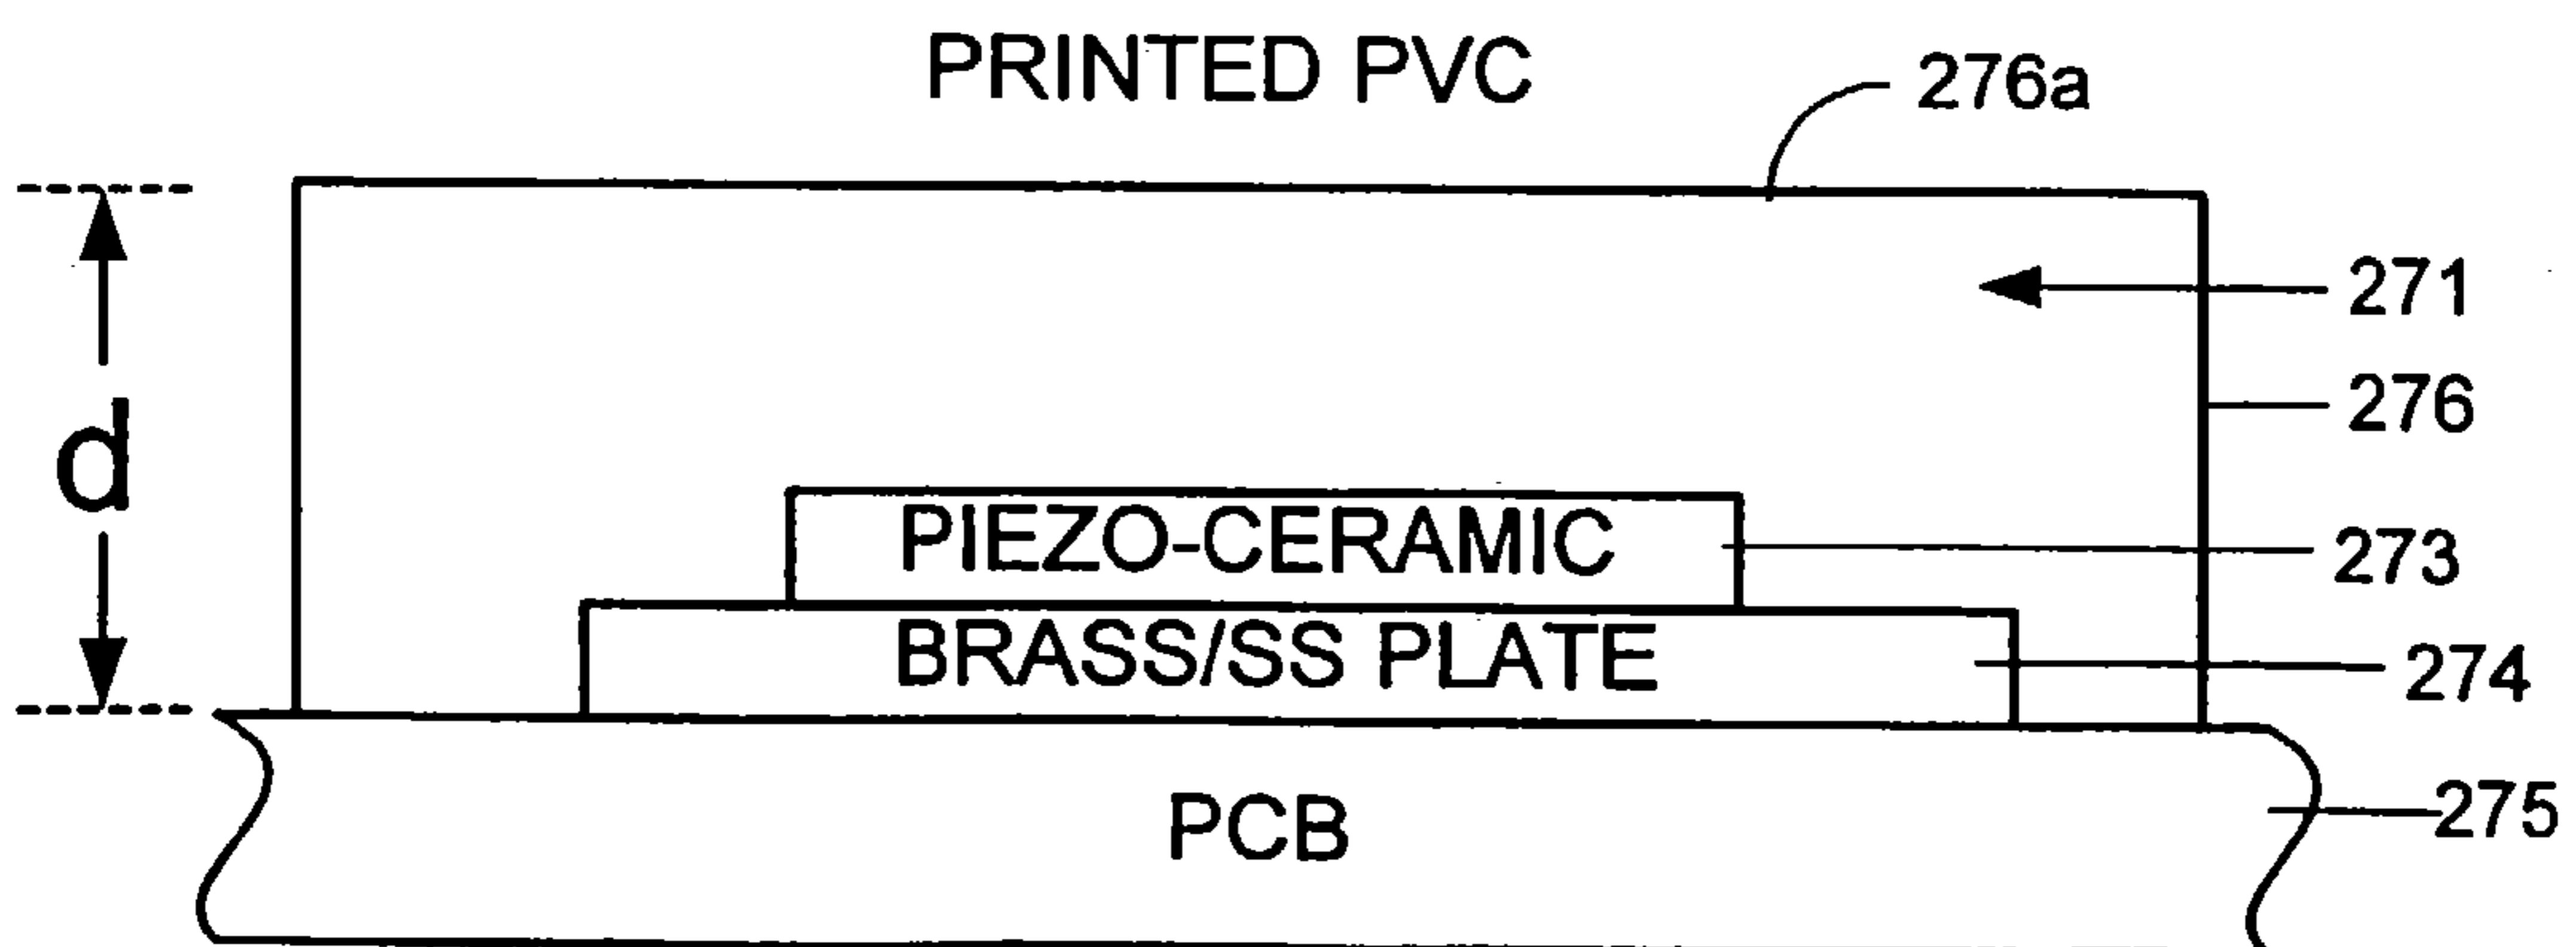 PRINTED PVC
276a
271
d
276
PIEZO-CERAMIC
273
BRASS/SS PLATE
274
PCB
275